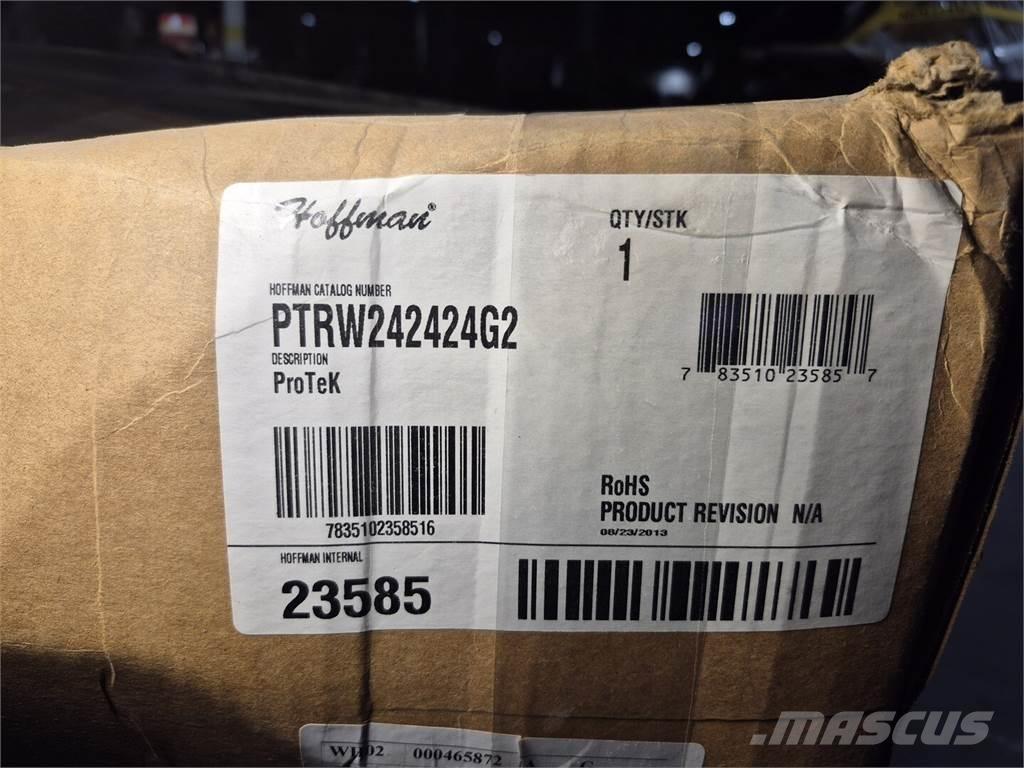 Hoffman®
QTY/STK
1
HOFFMAN CATALOG NUMBER
PTRW242424G2
DESCRIPTION
ProTeK
7 83510 23585 7
7835102358516
RoHS
PRODUCT REVISION N/A
08/23/2013
HOFFMAN INTERNAL
23585
WH02 000465872 A
MASCUS